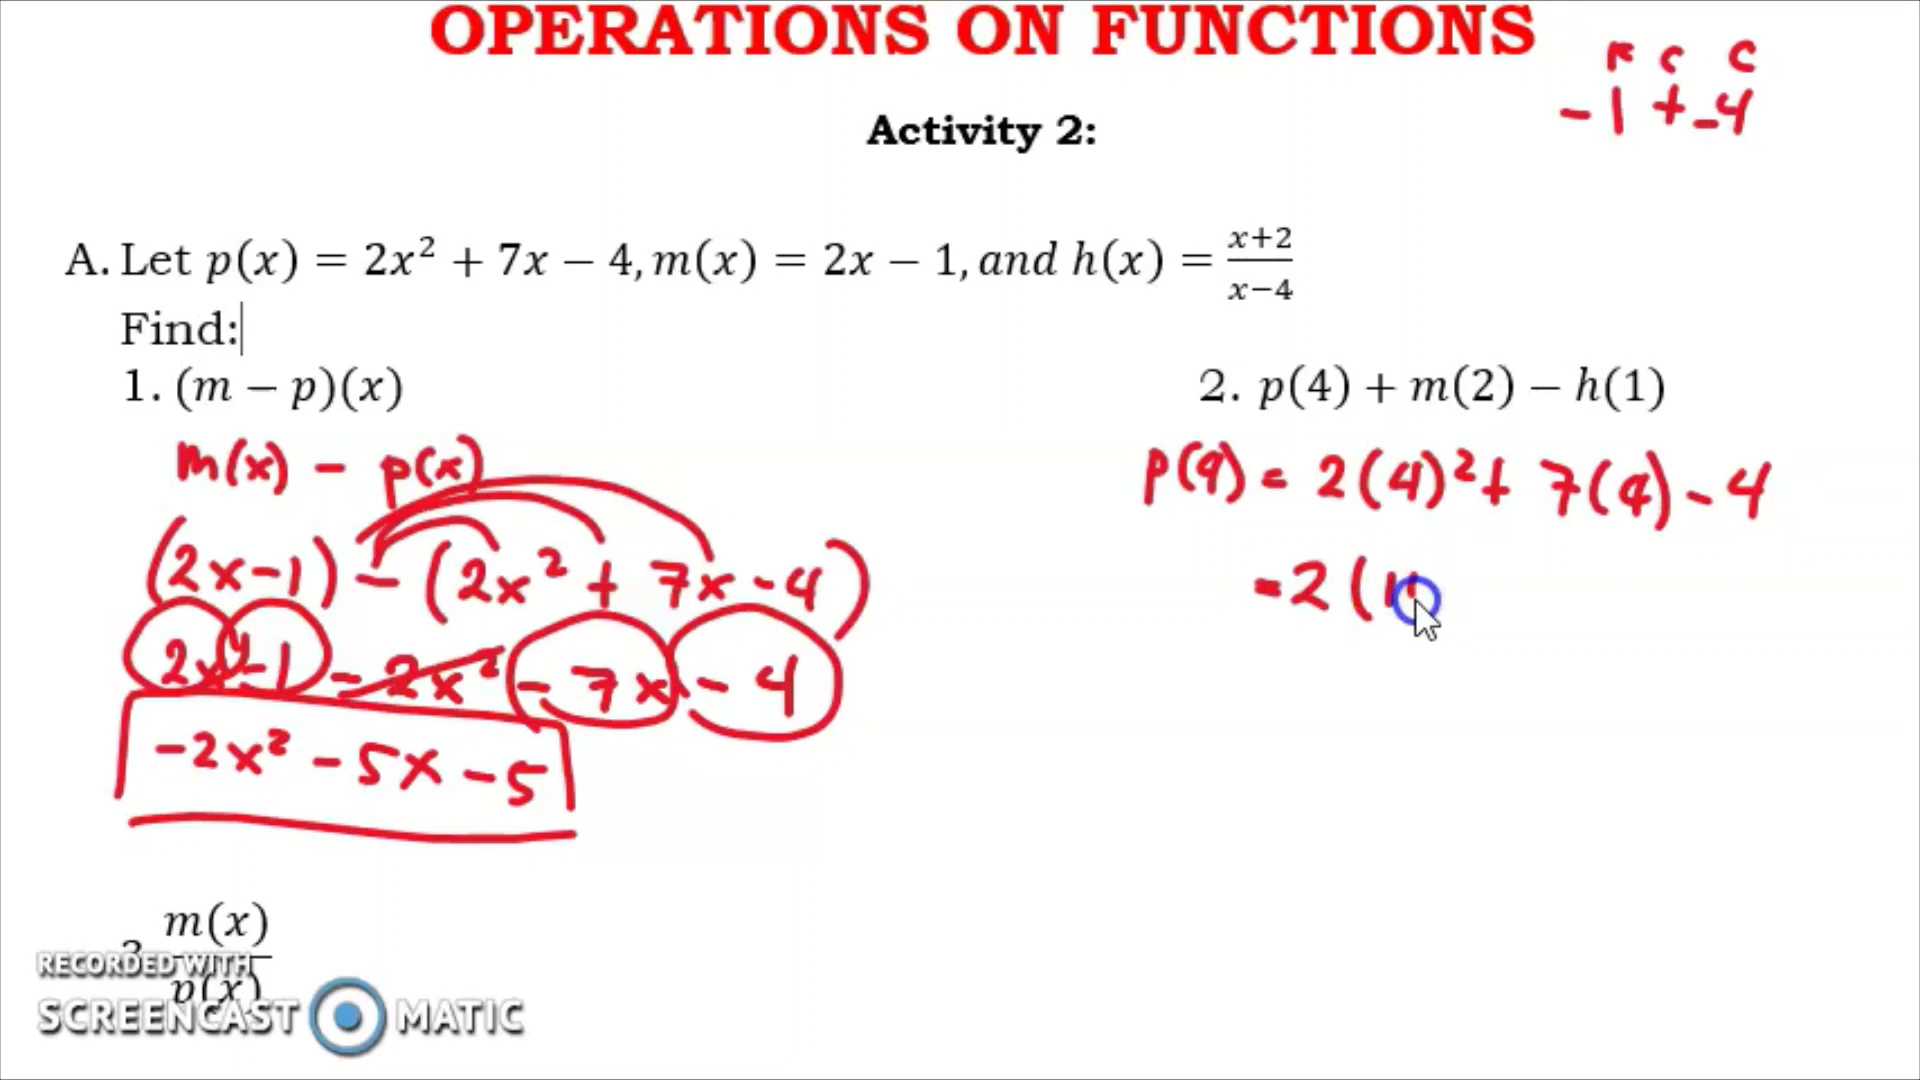 OPERATIONS ON FUNCTIONS
K C C
- 1 + -4
Activity 2:
A. Let p(x) = 2x² + 7x − 4, m(x) = 2x − 1, and h(x) = x+2
x−4
Find:
1. (m − p)(x)
m(x) - p(x)
(2x-1) - (2x² + 7x - 4)
2x -1 - 2x² - 7x - 4
-2x² - 5x - 5
2. p(4) + m(2) − h(1)
p(4) = 2(4)² + 7(4) - 4
= 2 (1
m(x)
p(x)
RECORDED WITH
SCREENCAST MATIC